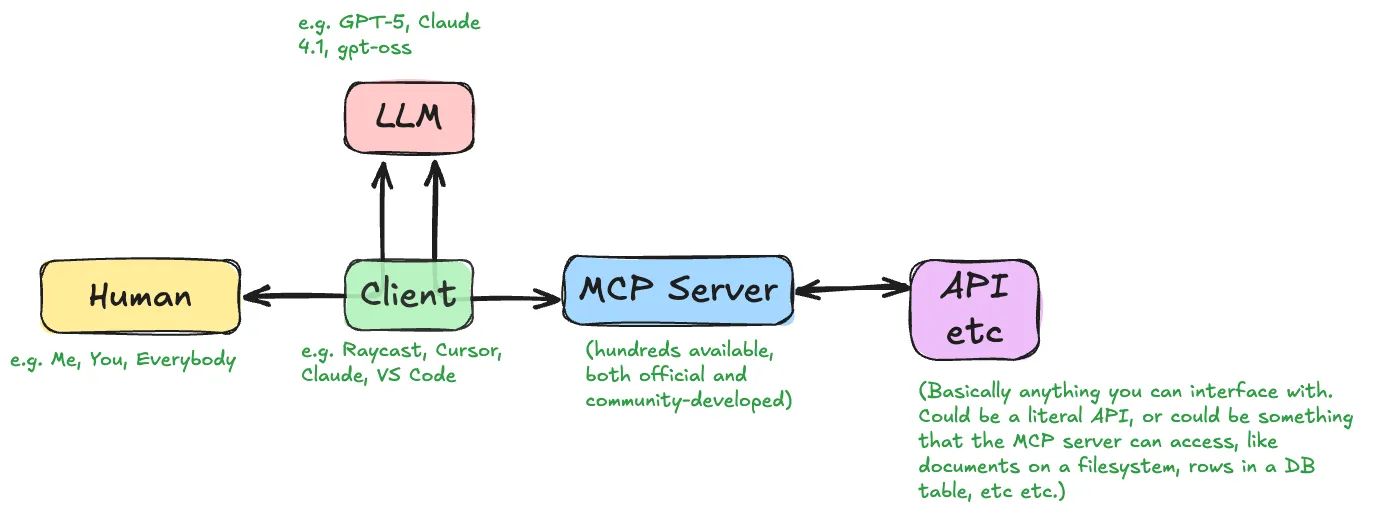 e.g. GPT-5, Claude
4.1, gpt-oss
LLM
Human
Client
MCP Server
API
etc
e.g. Me, You, Everybody
e.g. Raycast, Cursor,
Claude, VS Code
(hundreds available,
both official and
community-developed)
(Basically anything you can interface with.
Could be a literal API, or could be something
that the MCP server can access, like
documents on a filesystem, rows in a DB
table, etc etc.)